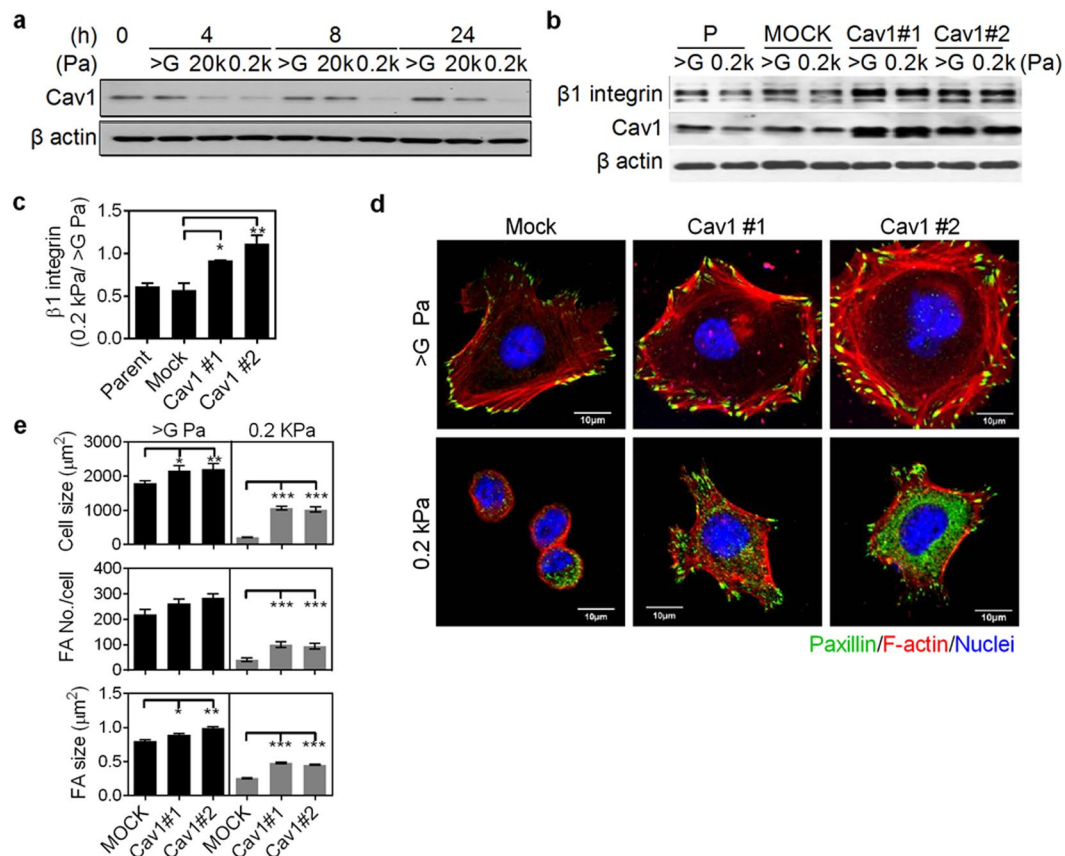 a
(h) 0 4 8 24
(Pa) >G 20k 0.2k >G 20k 0.2k >G 20k 0.2k
Cav1
β actin
b
P MOCK Cav1#1 Cav1#2
>G 0.2k >G 0.2k >G 0.2k >G 0.2k (Pa)
β1 integrin
Cav1
β actin
c
β1 integrin
(0.2 kPa/ >G Pa)
1.5
1.0
0.5
0.0
* **
Parent Mock Cav1 #1 Cav1 #2
d
Mock Cav1 #1 Cav1 #2
>G Pa
10μm 10μm 10μm
0.2 kPa
10μm 10μm 10μm
Paxillin/F-actin/Nuclei
e
>G Pa 0.2 KPa
Cell size (μm²)
3000
2000
1000
0
* ** *** ***
FA No./cell
400
300
200
100
0
*** ***
FA size (μm²)
1.5
1.0
0.5
0.0
* ** *** ***
MOCK Cav1#1 Cav1#2 MOCK Cav1#1 Cav1#2